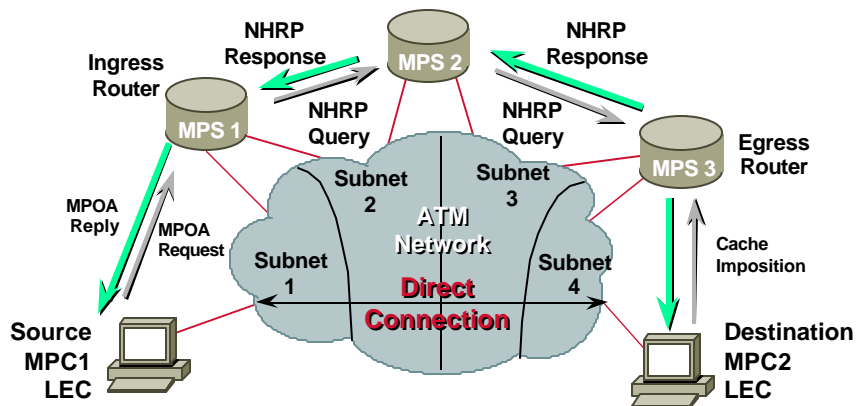 NHRP
Response
MPS 2
NHRP
Response
Ingress
Router
MPS 1
NHRP
Query
NHRP
Query
MPS 3
Egress
Router
MPOA
Reply
MPOA
Request
Subnet
2
Subnet
3
ATM
Network
Subnet
1
Subnet
4
Direct
Connection
Cache
Imposition
Source
MPC1
LEC
Destination
MPC2
LEC